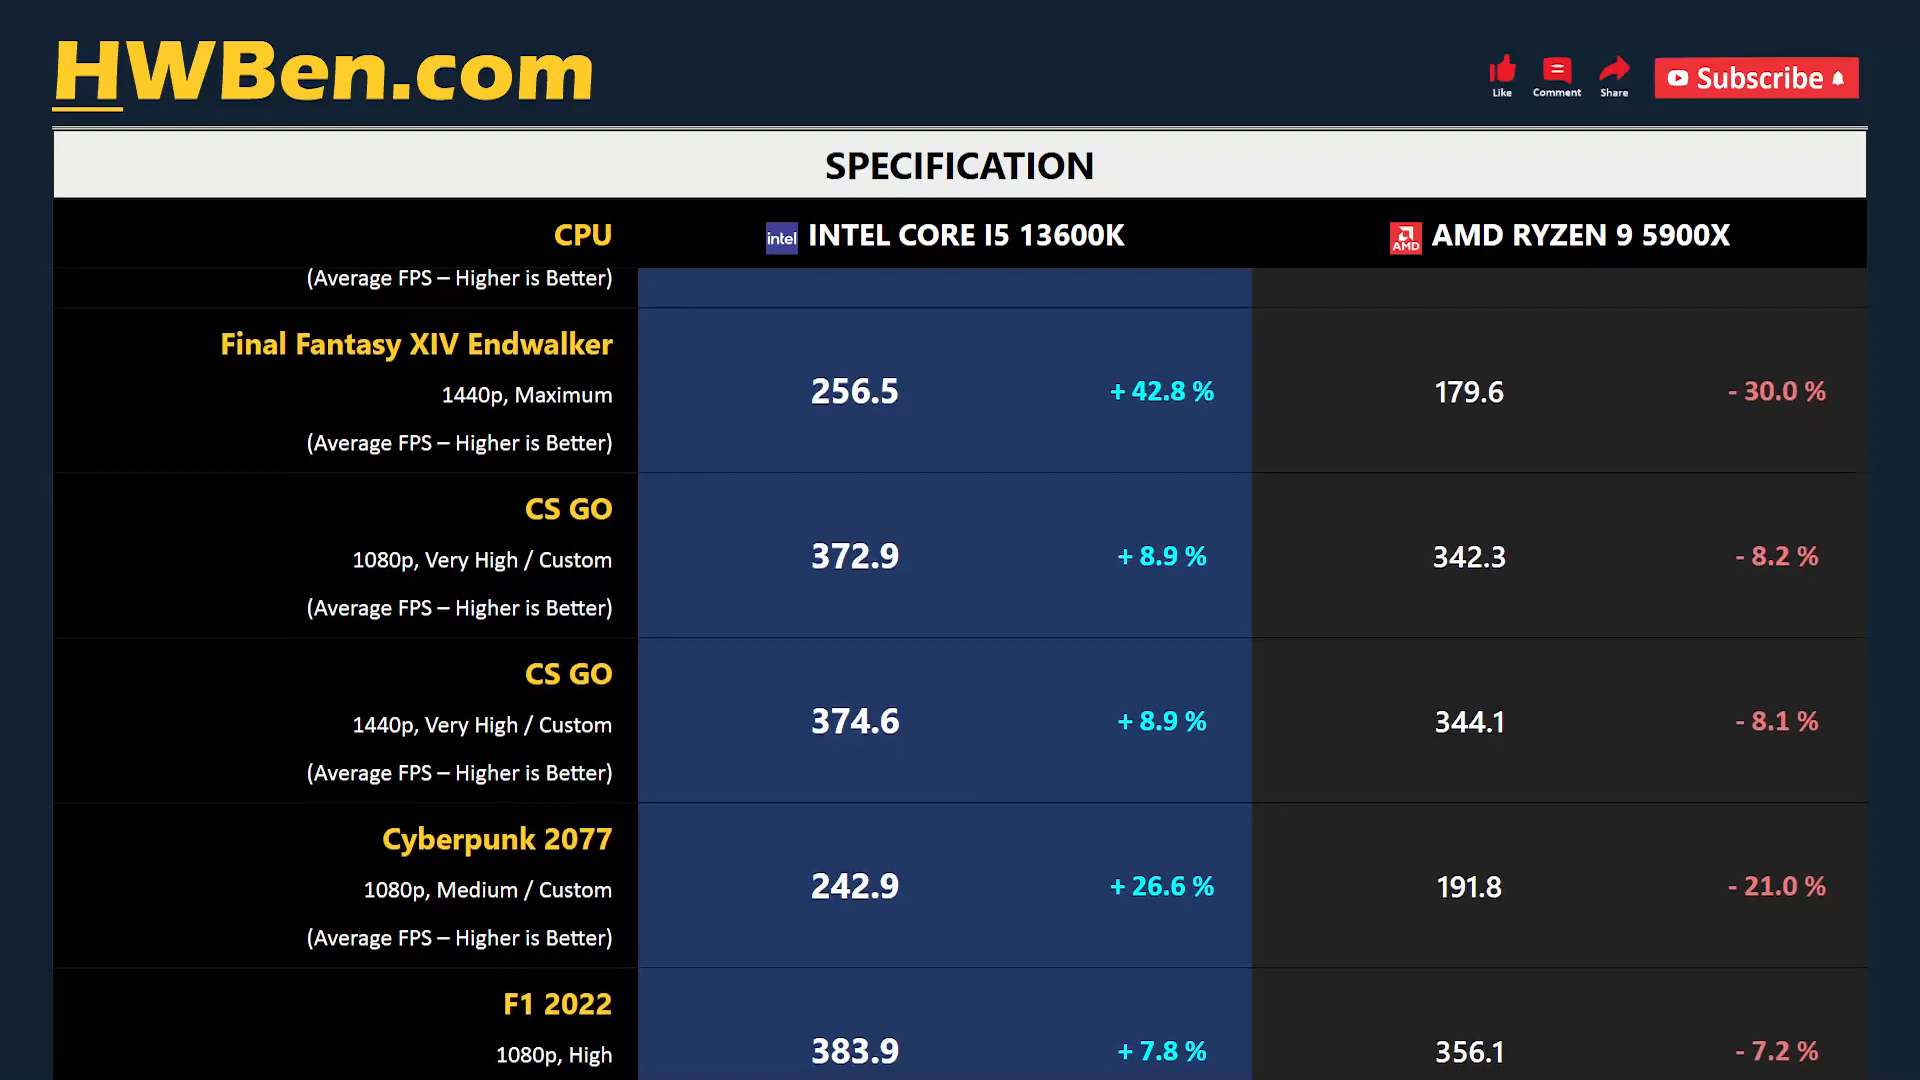 HWBen.com
Like
Comment
Share
Subscribe
SPECIFICATION
CPU
intel INTEL CORE I5 13600K
AMD AMD RYZEN 9 5900X
(Average FPS – Higher is Better)
Final Fantasy XIV Endwalker
1440p, Maximum
(Average FPS – Higher is Better)
256.5
+ 42.8 %
179.6
- 30.0 %
CS GO
1080p, Very High / Custom
(Average FPS – Higher is Better)
372.9
+ 8.9 %
342.3
- 8.2 %
CS GO
1440p, Very High / Custom
(Average FPS – Higher is Better)
374.6
+ 8.9 %
344.1
- 8.1 %
Cyberpunk 2077
1080p, Medium / Custom
(Average FPS – Higher is Better)
242.9
+ 26.6 %
191.8
- 21.0 %
F1 2022
1080p, High
383.9
+ 7.8 %
356.1
- 7.2 %